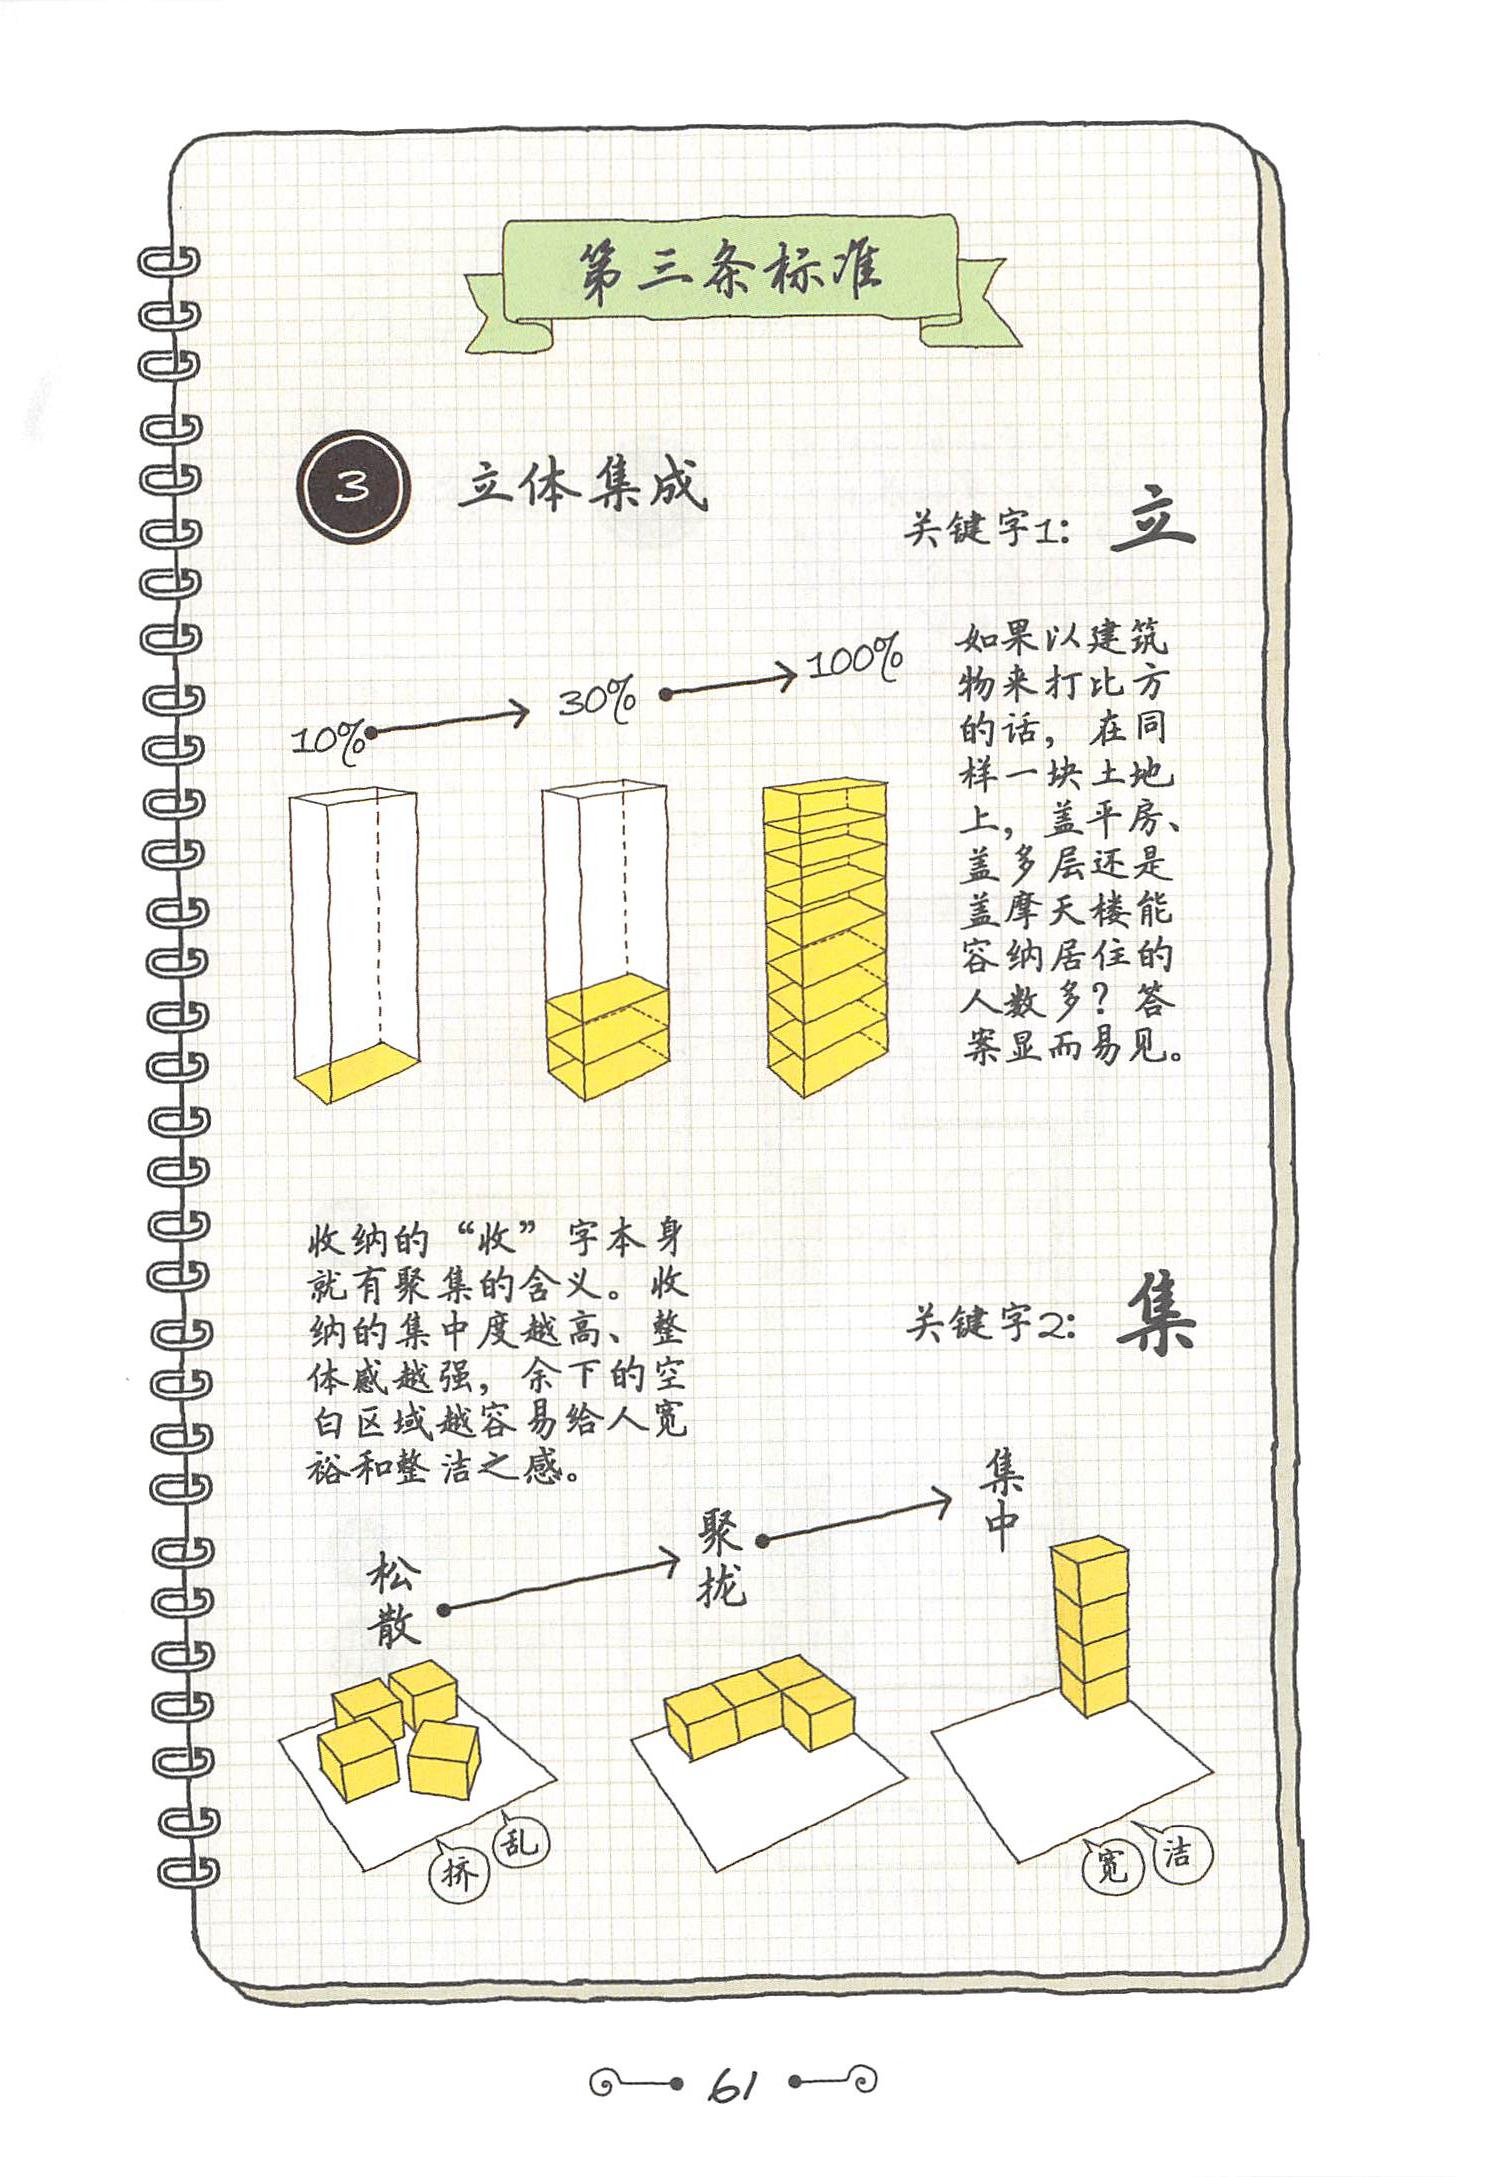 第三条标准
3
立体集成
关键字1： 立
10%
30%
100%
如果以建筑
物来打比方
的话，在同
样一块土地
上，盖平房、
盖多层还是
盖摩天楼能
容纳居住的
人数多？答
案显而易见。
收纳的“收”字本身
就有聚集的含义。收
纳的集中度越高、整
体感越强，余下的空
白区域越容易给人宽
裕和整洁之感。
关键字2： 集
松
散
聚
拢
集
中
挤
乱
宽
洁
61